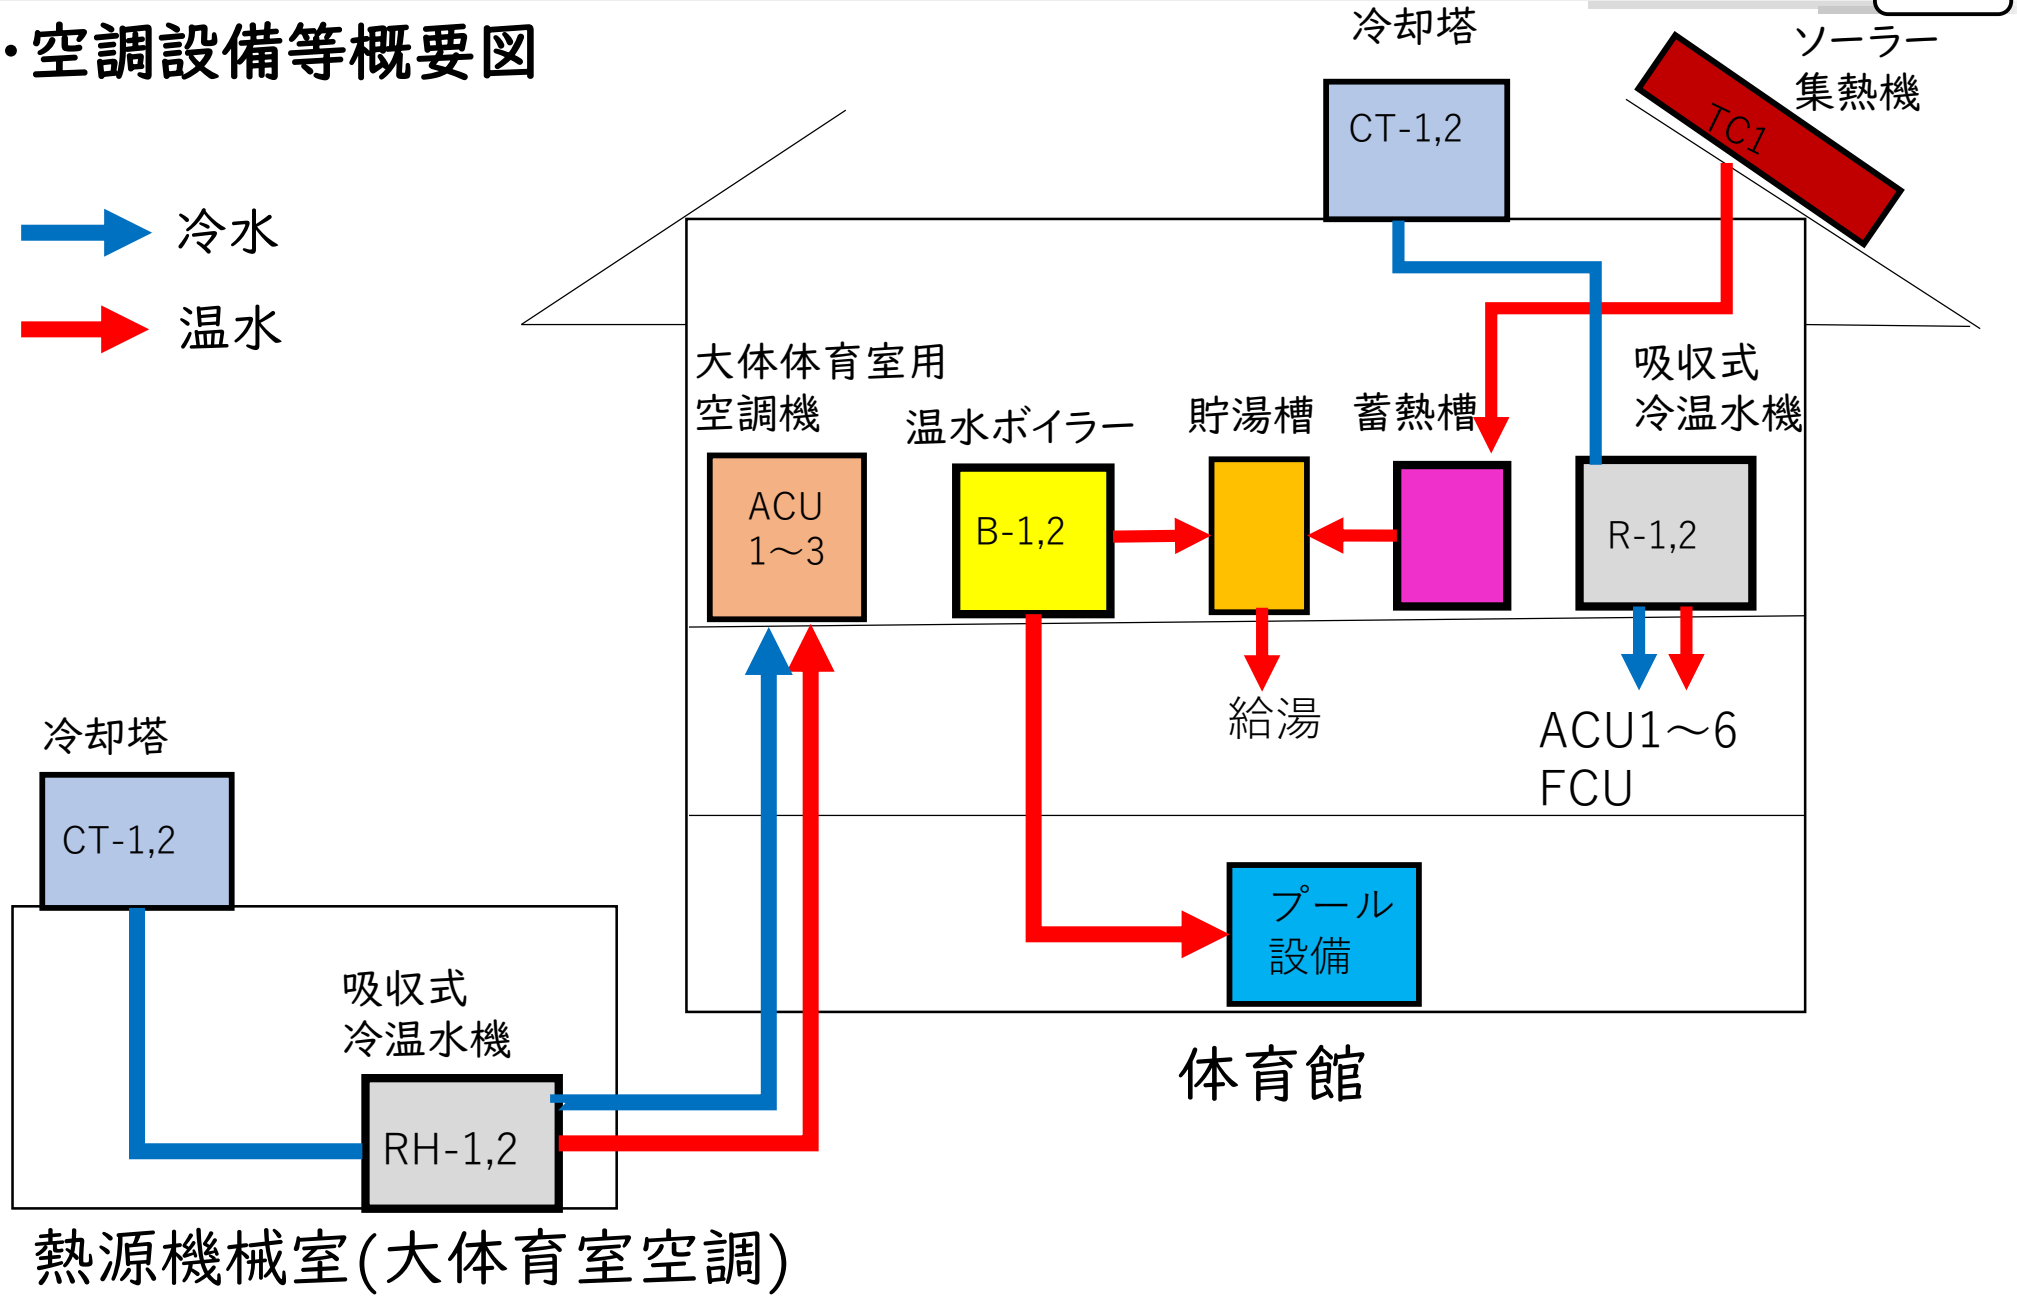 ・空調設備等概要図
冷水
温水
冷却塔
CT-1,2
ソーラー
集熱機
TC1
大体体育室用
空調機
ACU
1～3
温水ボイラー
B-1,2
貯湯槽
蓄熱槽
吸収式
冷温水機
R-1,2
給湯
ACU1～6
FCU
プール
設備
体育館
冷却塔
CT-1,2
吸収式
冷温水機
RH-1,2
熱源機械室(大体育室空調)